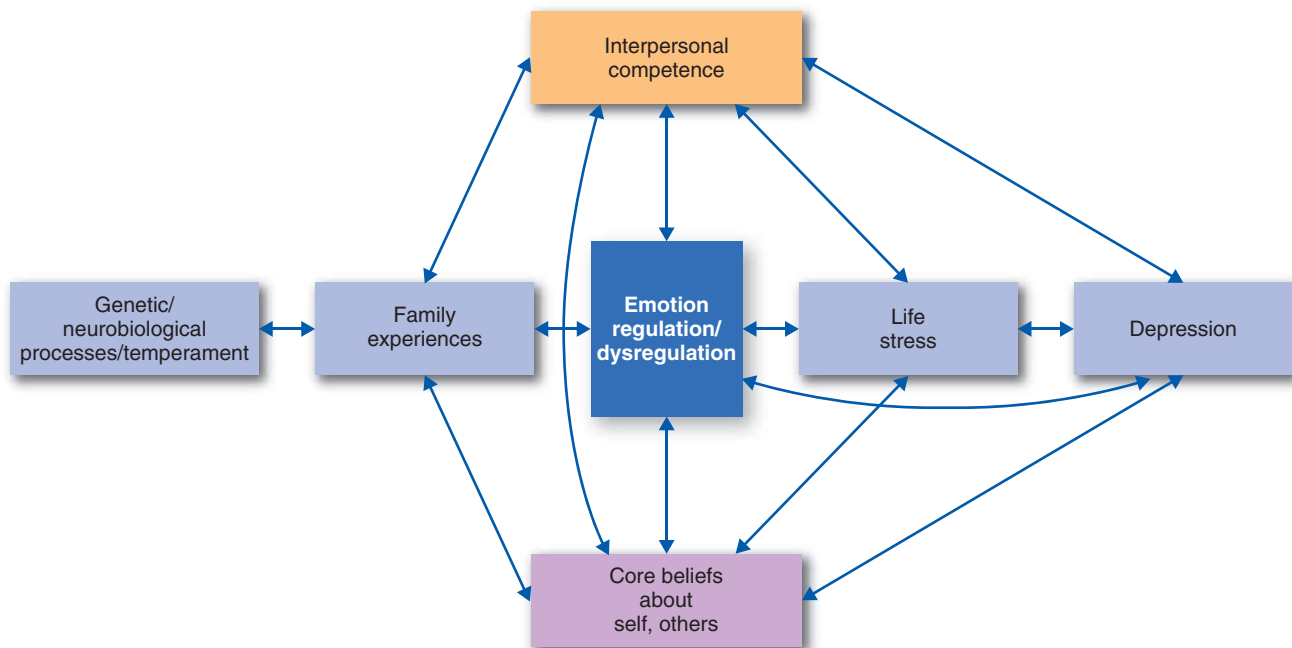 Interpersonal
competence
Genetic/
neurobiological
processes/temperament
Family
experiences
Emotion
regulation/
dysregulation
Life
stress
Depression
Core beliefs
about
self, others